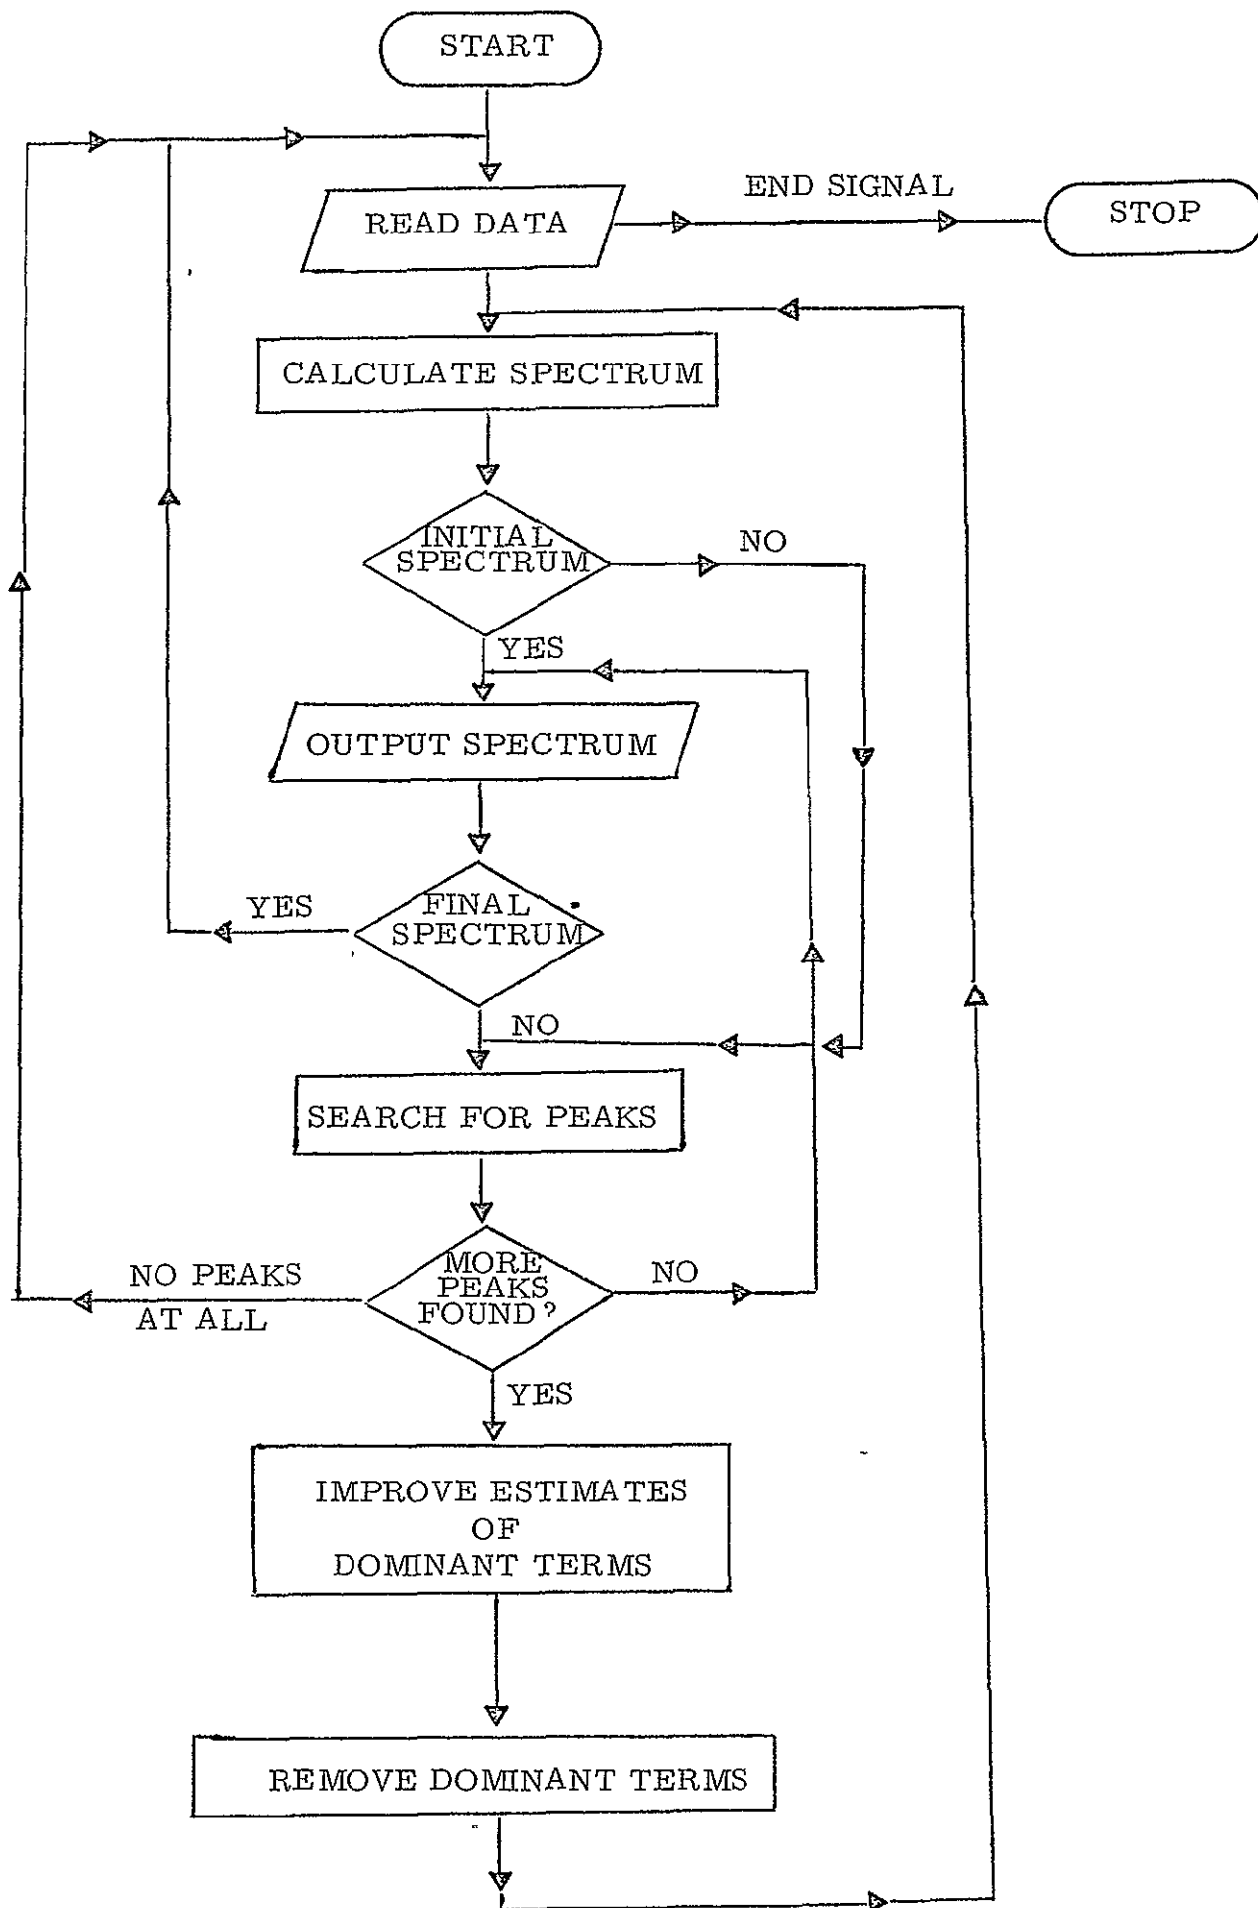 START
END SIGNAL
READ DATA
STOP
CALCULATE SPECTRUM
INITIAL
SPECTRUM
NO
YES
OUTPUT SPECTRUM
YES
FINAL
SPECTRUM
NO
SEARCH FOR PEAKS
NO PEAKS
AT ALL
MORE
PEAKS
FOUND?
NO
YES
IMPROVE ESTIMATES
OF
DOMINANT TERMS
REMOVE DOMINANT TERMS